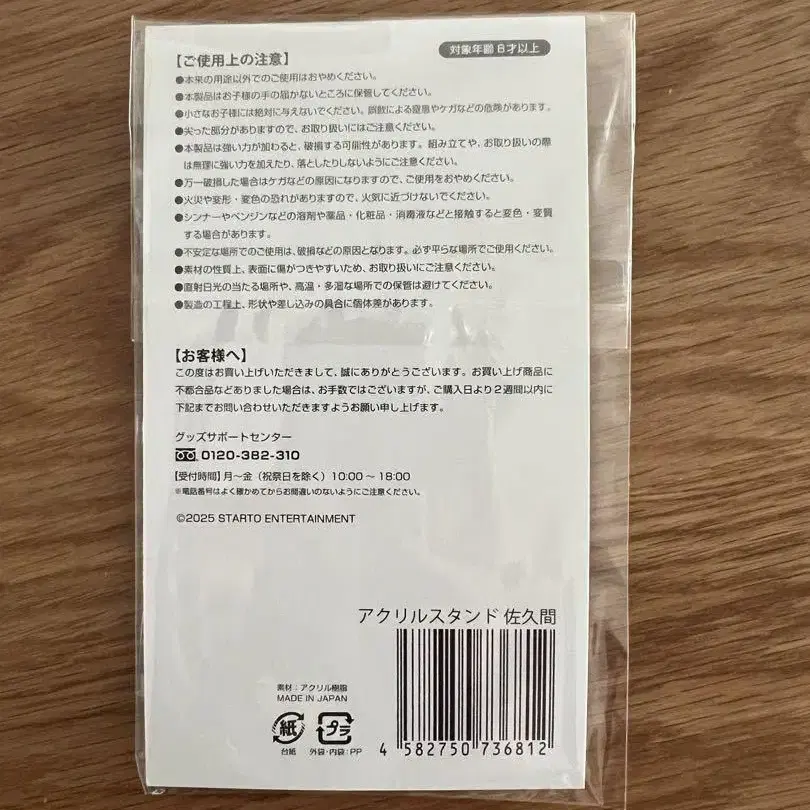 【ご使用上の注意】
対象年齢 8才以上
●本来の用途以外でのご使用はおやめください。
●本製品はお子様の手の届かないところに保管してください。
●小さなお子様には絶対に与えないでください。誤飲による窒息やケガなどの危険があります。
●尖った部分がありますので、お取り扱いにはご注意ください。
●本製品は強い力が加わると、破損する可能性があります。組み立てや、お取り扱いの際
は無理に強い力を加えたり、落としたりしないようにご注意ください。
●万一破損した場合はケガなどの原因になりますので、ご使用をおやめください。
●火災や変形・変色の恐れがありますので、火気に近づけないでください。
●シンナーやベンジンなどの溶剤や薬品・化粧品・消毒液などと接触すると変色・変質
する場合があります。
●不安定な場所でのご使用は、破損などの原因となります。必ず平らな場所でご使用ください。
●素材の性質上、表面に傷がつきやすいため、お取り扱いにご注意ください。
●直射日光の当たる場所や、高温・多湿な場所での保管は避けてください。
●製造の工程上、形状や差し込みの具合に個体差があります。
【お客様へ】
この度はお買い上げいただきまして、誠にありがとうございます。お買い上げ商品に
不都合品などありました場合は、お手数ではございますが、ご購入日より2週間以内に
下記までお問い合わせいただきますようお願い申し上げます。
グッズサポートセンター
0120-382-310
【受付時間】月〜金（祝祭日を除く）10:00〜18:00
※電話番号はよく確かめてからお間違いのないようにご注意ください。
©2025 STARTO ENTERTAINMENT
アクリルスタンド 佐久間
素材：アクリル樹脂
MADE IN JAPAN
紙
プラ
台紙
外袋・内袋：PP
4 582750 736812